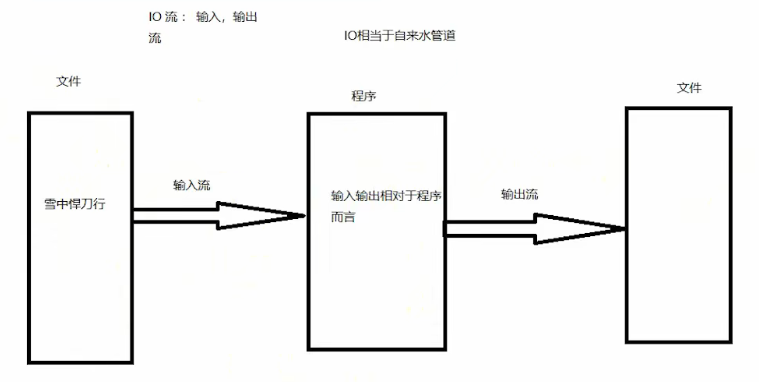 IO 流： 输入，输出
流
IO相当于自来水管道
文件
程序
文件
雪中悍刀行
输入流
输入输出相对于程序
而言
输出流